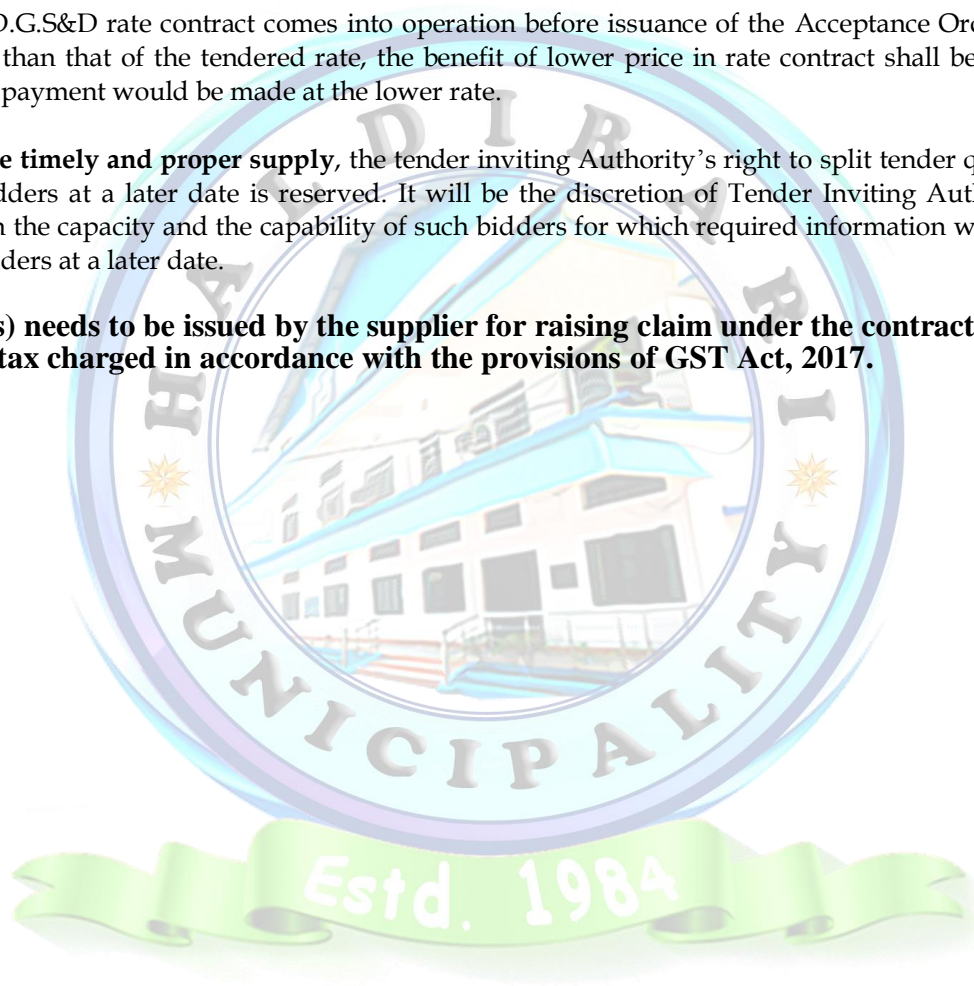 D.G.S&D rate contract comes into operation before issuance of the Acceptance Or
than that of the tendered rate, the benefit of lower price in rate contract shall be
payment would be made at the lower rate.
e timely and proper supply, the tender inviting Authority's right to split tender q
dders at a later date is reserved. It will be the discretion of Tender Inviting Auth
the capacity and the capability of such bidders for which required information w
ders at a later date.
s) needs to be issued by the supplier for raising claim under the contract
tax charged in accordance with the provisions of GST Act, 2017.
HALDIBARI
MUNICIPALITY
Estd. 1984